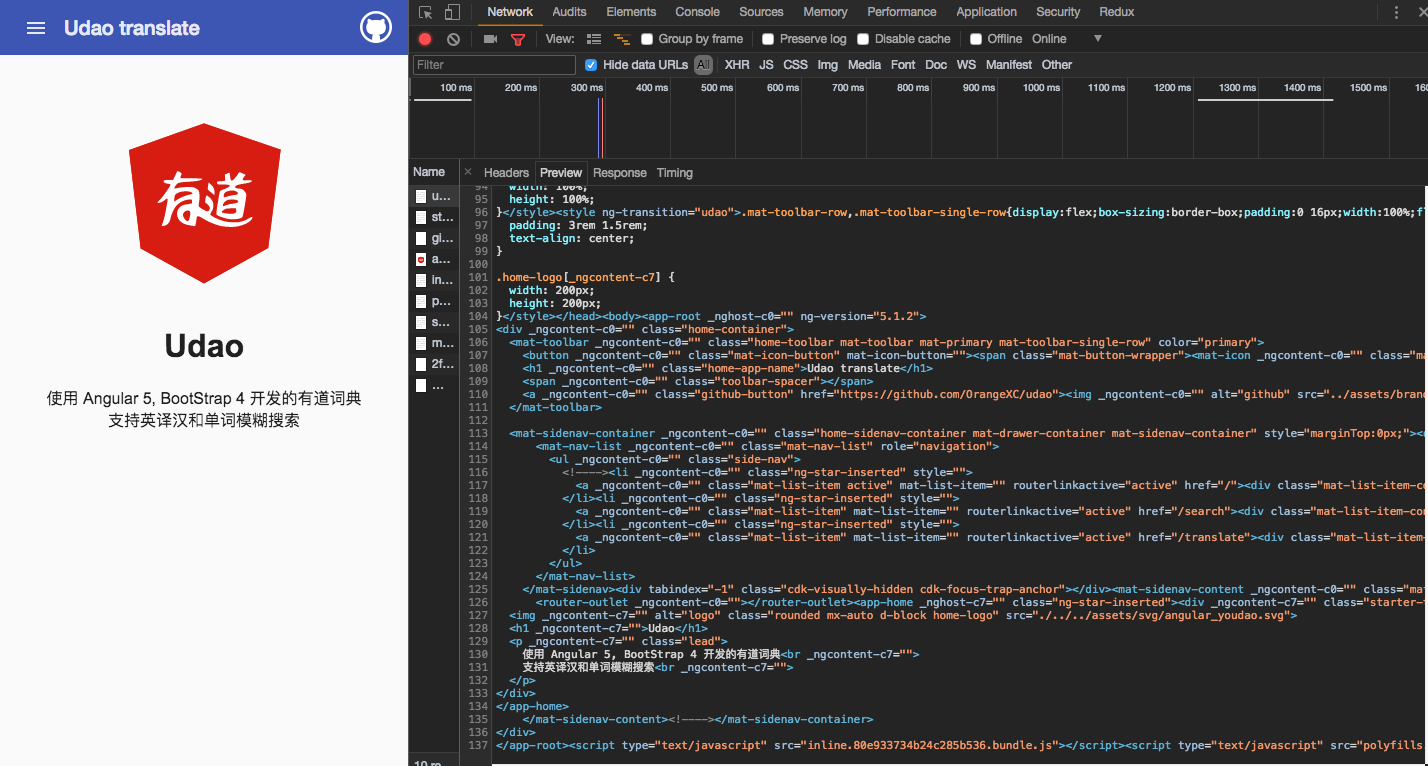 Udao translate
有道
Udao
使用 Angular 5, BootStrap 4 开发的有道词典
支持英译汉和单词模糊搜索
Network Audits Elements Console Sources Memory Performance Application Security Redux
View: Group by frame Preserve log Disable cache Offline Online
Filter Hide data URLs All XHR JS CSS Img Media Font Doc WS Manifest Other
100 ms 200 ms 300 ms 400 ms 500 ms 600 ms 700 ms 800 ms 900 ms 1000 ms 1100 ms 1200 ms 1300 ms 1400 ms 1500 ms
Name × Headers Preview Response Timing
u...
st...
gi...
a...
in...
p...
s...
m...
2f...
...
94 width: 100%;
95 height: 100%;
96 }</style><style ng-transition="udao">.mat-toolbar-row,.mat-toolbar-single-row{display:flex;box-sizing:border-box;padding:0 16px;width:100%;fl
97 padding: 3rem 1.5rem;
98 text-align: center;
99 }
100
101 .home-logo[_ngcontent-c7] {
102 width: 200px;
103 height: 200px;
104 }</style></head><body><app-root _nghost-c0="" ng-version="5.1.2">
105 <div _ngcontent-c0="" class="home-container">
106 <mat-toolbar _ngcontent-c0="" class="home-toolbar mat-toolbar mat-primary mat-toolbar-single-row" color="primary">
107 <button _ngcontent-c0="" class="mat-icon-button" mat-icon-button=""><span class="mat-button-wrapper"><mat-icon _ngcontent-c0="" class="ma
108 <h1 _ngcontent-c0="" class="home-app-name">Udao translate</h1>
109 <span _ngcontent-c0="" class="toolbar-spacer"></span>
110 <a _ngcontent-c0="" class="github-button" href="https://github.com/OrangeXC/udao"><img _ngcontent-c0="" alt="github" src="../assets/bran
111 </mat-toolbar>
112
113 <mat-sidenav-container _ngcontent-c0="" class="home-sidenav-container mat-drawer-container mat-sidenav-container" style="marginTop:0px;"><
114 <mat-nav-list _ngcontent-c0="" class="mat-nav-list" role="navigation">
115 <ul _ngcontent-c0="" class="side-nav">
116 <!----><li _ngcontent-c0="" class="ng-star-inserted" style="">
117 <a _ngcontent-c0="" class="mat-list-item active" mat-list-item="" routerlinkactive="active" href="/"><div class="mat-list-item-co
118 </li><li _ngcontent-c0="" class="ng-star-inserted" style="">
119 <a _ngcontent-c0="" class="mat-list-item" mat-list-item="" routerlinkactive="active" href="/search"><div class="mat-list-item-con
120 </li><li _ngcontent-c0="" class="ng-star-inserted" style="">
121 <a _ngcontent-c0="" class="mat-list-item" mat-list-item="" routerlinkactive="active" href="/translate"><div class="mat-list-item-
122 </li>
123 </ul>
124 </mat-nav-list>
125 </mat-sidenav><div tabindex="-1" class="cdk-visually-hidden cdk-focus-trap-anchor"></div><mat-sidenav-content _ngcontent-c0="" class="mat
126 <router-outlet _ngcontent-c0=""></router-outlet><app-home _nghost-c7="" class="ng-star-inserted"><div _ngcontent-c7="" class="starter-t
127 <img _ngcontent-c7="" alt="logo" class="rounded mx-auto d-block home-logo" src="./../../assets/svg/angular_youdao.svg">
128 <h1 _ngcontent-c7="">Udao</h1>
129 <p _ngcontent-c7="" class="lead">
130 使用 Angular 5, BootStrap 4 开发的有道词典<br _ngcontent-c7="">
131 支持英译汉和单词模糊搜索<br _ngcontent-c7="">
132 </p>
133 </div>
134 </app-home>
135 </mat-sidenav-content><!----></mat-sidenav-container>
136 </div>
137 </app-root><script type="text/javascript" src="inline.80e933734b24c285b536.bundle.js"></script><script type="text/javascript" src="polyfills